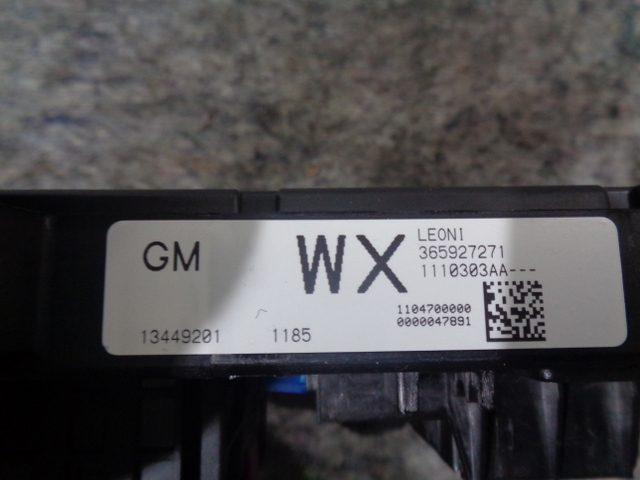 GM
WX
LEONI
365927271
1110303AA---
1104700000
0000047891
13449201
1185